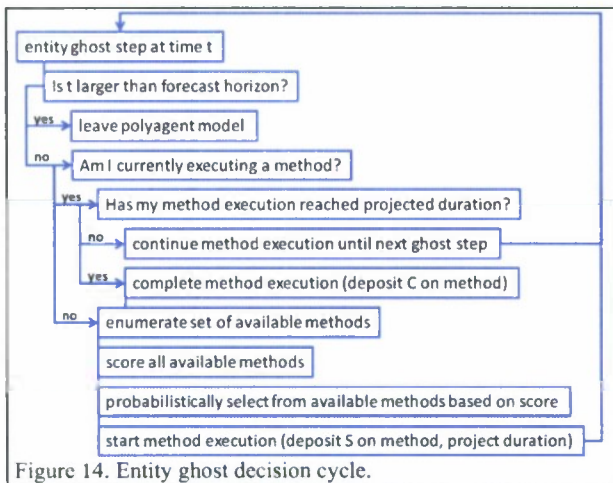 entity ghost step at time t
Is t larger than forecast horizon?
yes
leave polyagent model
no
Am I currently executing a method?
yes
Has my method execution reached projected duration?
no
continue method execution until next ghost step
yes
complete method execution (deposit C on method)
no
enumerate set of available methods
score all available methods
probabilistically select from available methods based on score
start method execution (deposit S on method, project duration)
Figure 14. Entity ghost decision cycle.